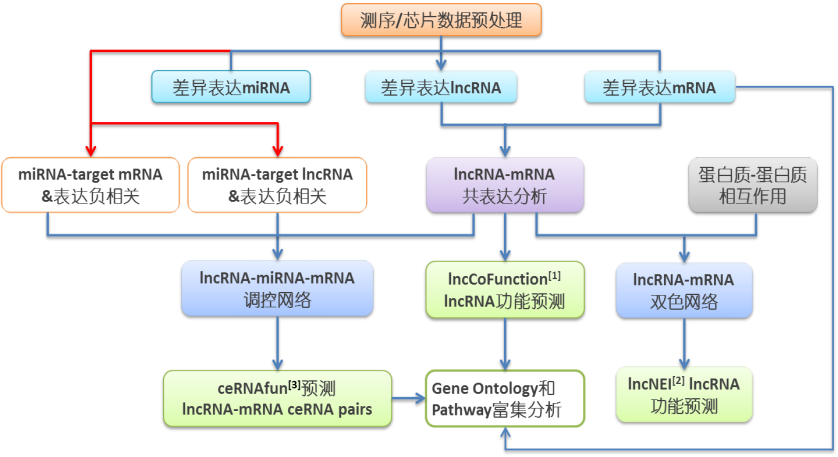 测序/芯片数据预处理
差异表达miRNA
差异表达lncRNA
差异表达mRNA
miRNA-target mRNA
&表达负相关
miRNA-target lncRNA
&表达负相关
lncRNA-mRNA
共表达分析
蛋白质-蛋白质
相互作用
lncRNA-miRNA-mRNA
调控网络
lncCoFunction[1]
lncRNA功能预测
lncRNA-mRNA
双色网络
ceRNAfun[3]预测
lncRNA-mRNA ceRNA pairs
Gene Ontology和
Pathway富集分析
lncNEI[2] lncRNA
功能预测